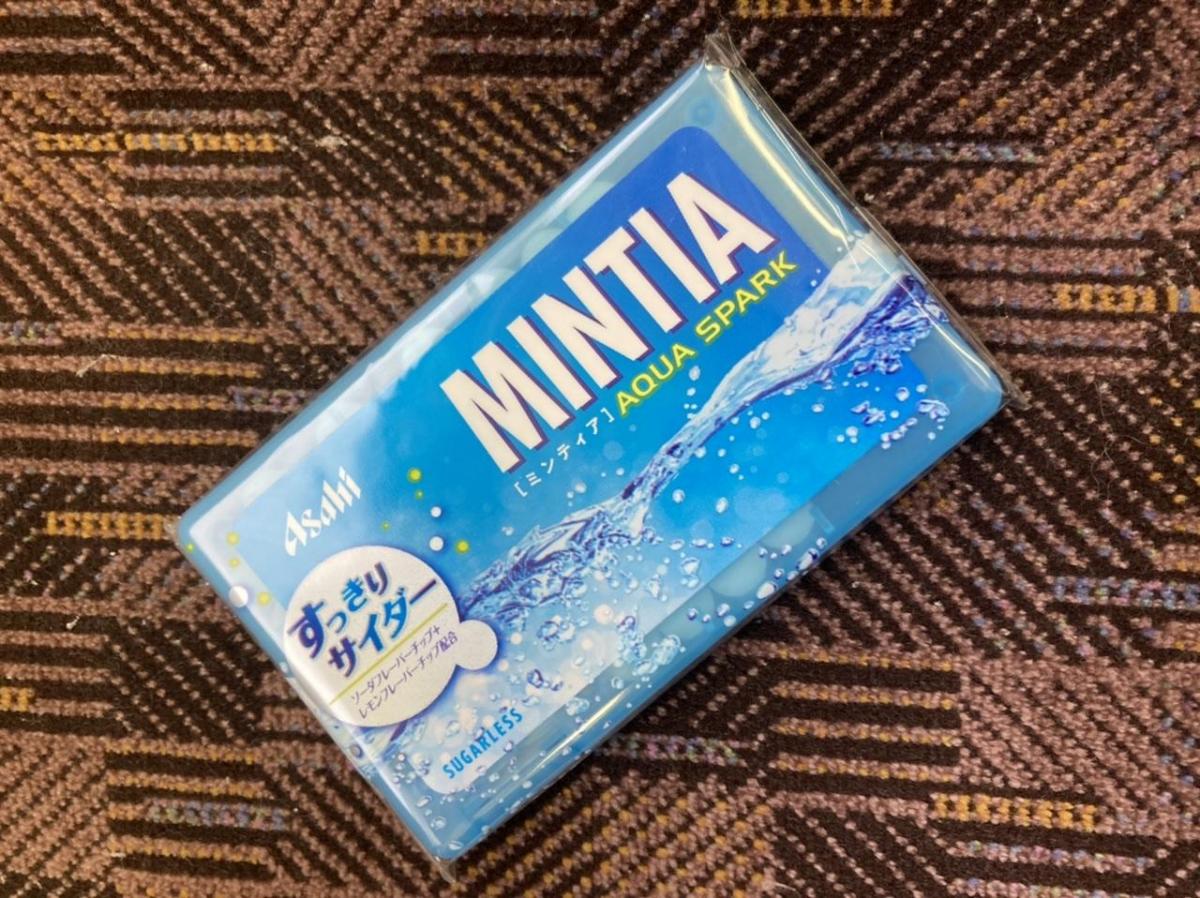 MINTIA
[ミンティア] AQUA SPARK
Asahi
すっきり
サイダー
ソーダフレーバーチップ+
レモンフレーバーチップ配合
SUGARLESS